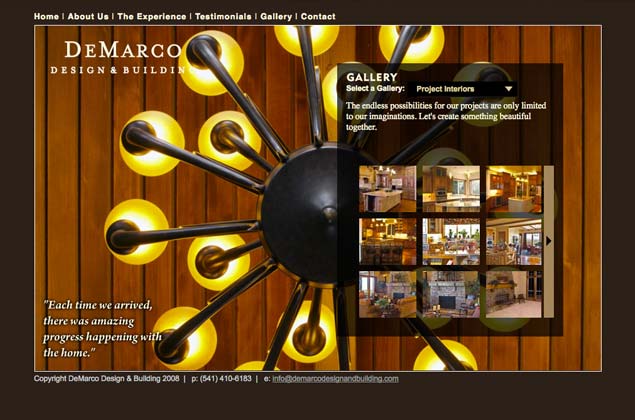 Home | About Us | The Experience | Testimonials | Gallery | Contact
DEMARCO
DESIGN & BUILDING
GALLERY
Select a Gallery: Project Interiors
The endless possibilities for our projects are only limited
to our imaginations. Let's create something beautiful
together.
"Each time we arrived,
there was amazing
progress happening with
the home."
Copyright DeMarco Design & Building 2008 | p: (541) 410-6183 | e: info@demarcodesignandbuilding.com